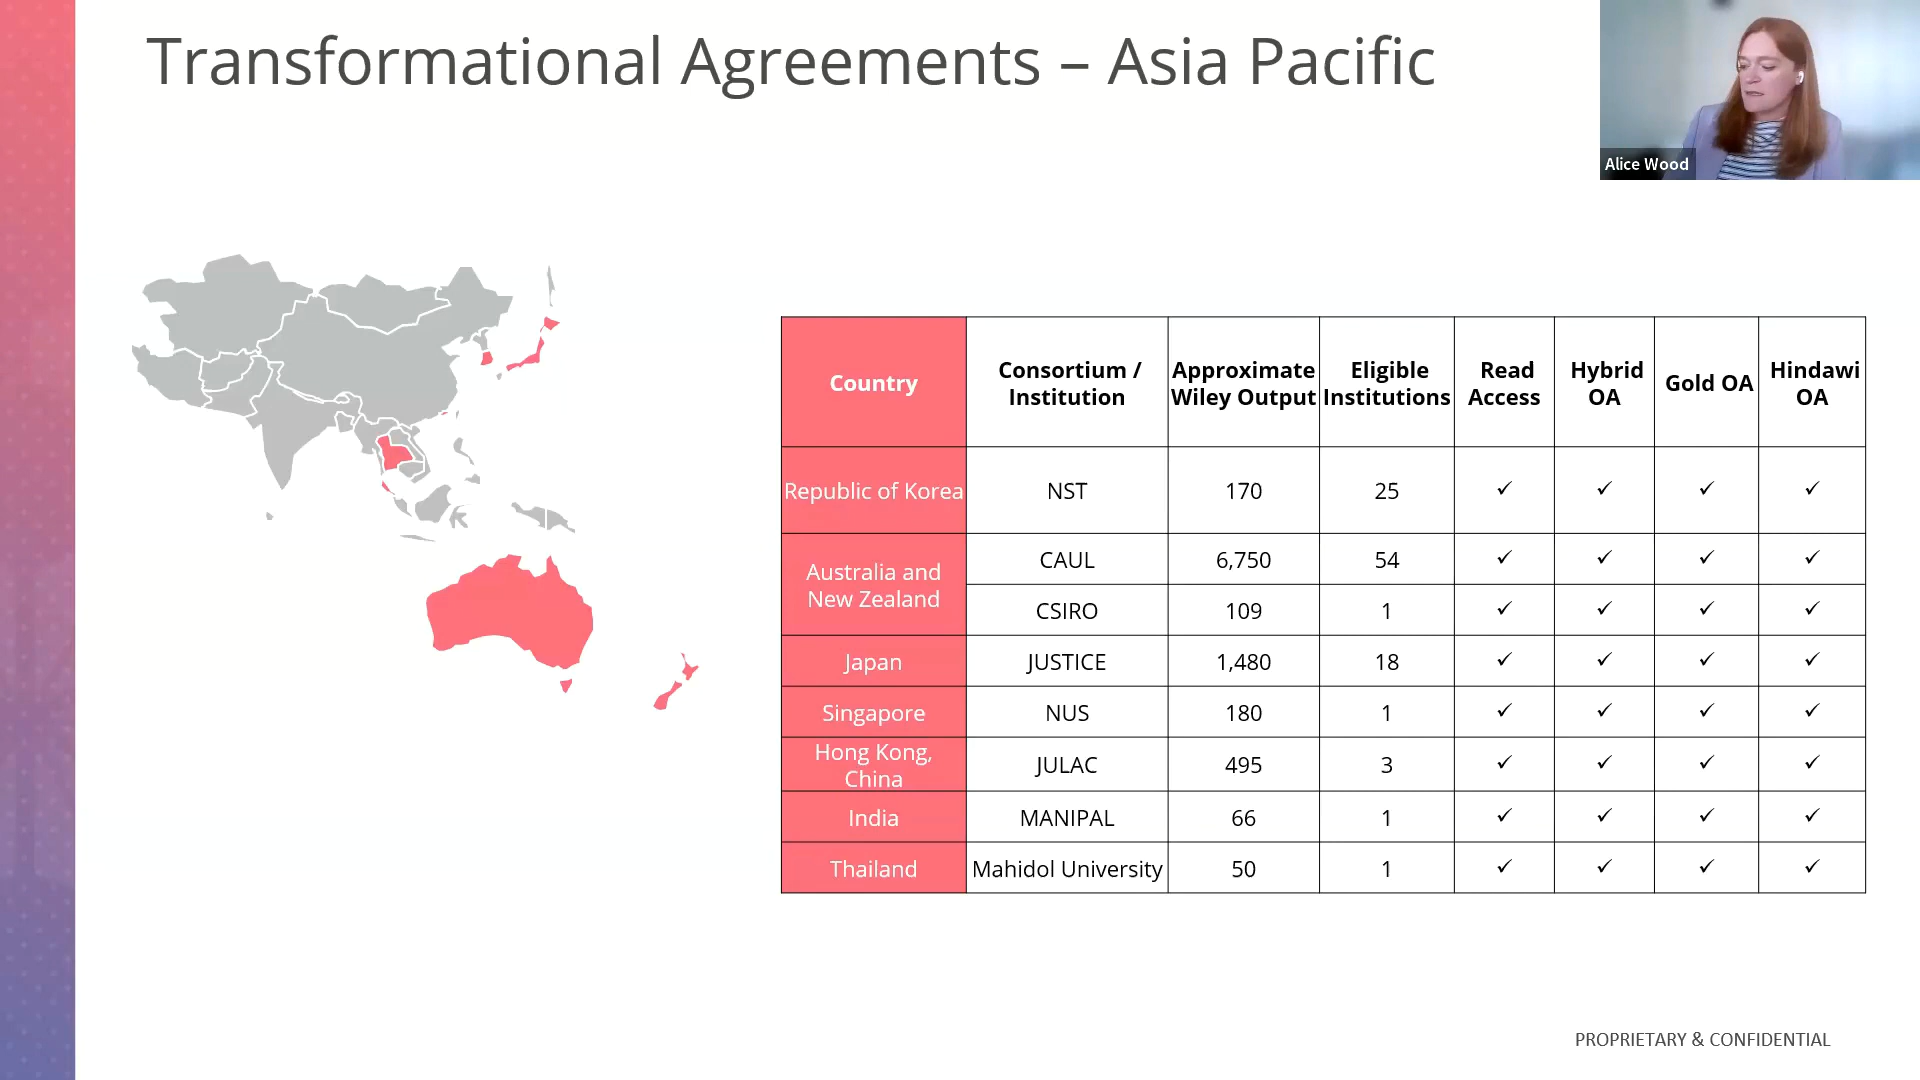 Transformational Agreements – Asia Pacific
Alice Wood
Country
Consortium /
Institution
Approximate
Wiley Output
Eligible
Institutions
Read
Access
Hybrid
OA
Gold OA
Hindawi
OA
Republic of Korea NST 170 25 ✓ ✓ ✓ ✓
Australia and
New Zealand
CAUL 6,750 54 ✓ ✓ ✓ ✓
CSIRO 109 1 ✓ ✓ ✓ ✓
Japan JUSTICE 1,480 18 ✓ ✓ ✓ ✓
Singapore NUS 180 1 ✓ ✓ ✓ ✓
Hong Kong,
China
JULAC 495 3 ✓ ✓ ✓ ✓
India MANIPAL 66 1 ✓ ✓ ✓ ✓
Thailand Mahidol University 50 1 ✓ ✓ ✓ ✓
PROPRIETARY & CONFIDENTIAL